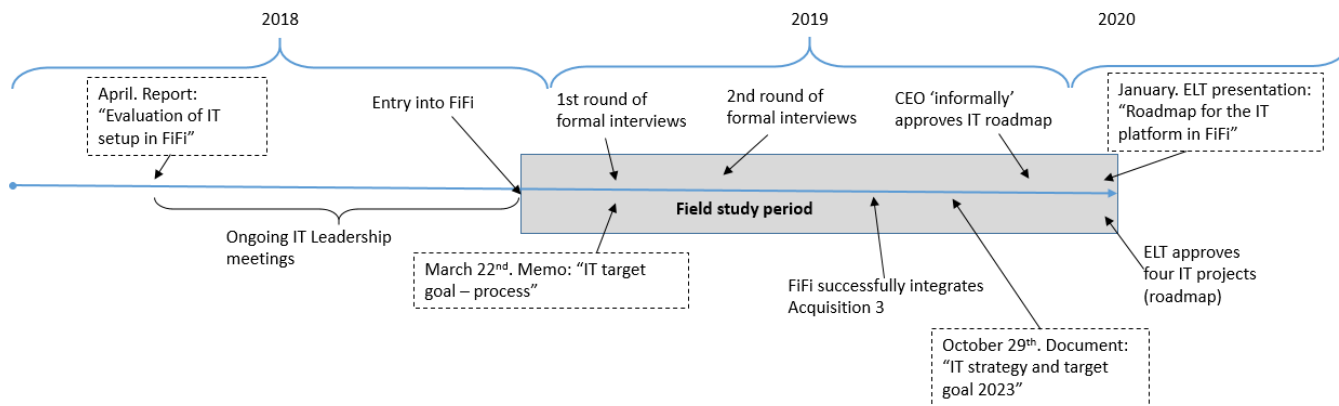 2018
2019
2020
April. Report:
“Evaluation of IT
setup in FiFi”
Entry into FiFi
1st round of
formal interviews
2nd round of
formal interviews
CEO ‘informally’
approves IT roadmap
January. ELT presentation:
“Roadmap for the IT
platform in FiFi”
Field study period
Ongoing IT Leadership
meetings
March 22nd. Memo: “IT target
goal – process”
FiFi successfully integrates
Acquisition 3
October 29th. Document:
“IT strategy and target
goal 2023”
ELT approves
four IT projects
(roadmap)